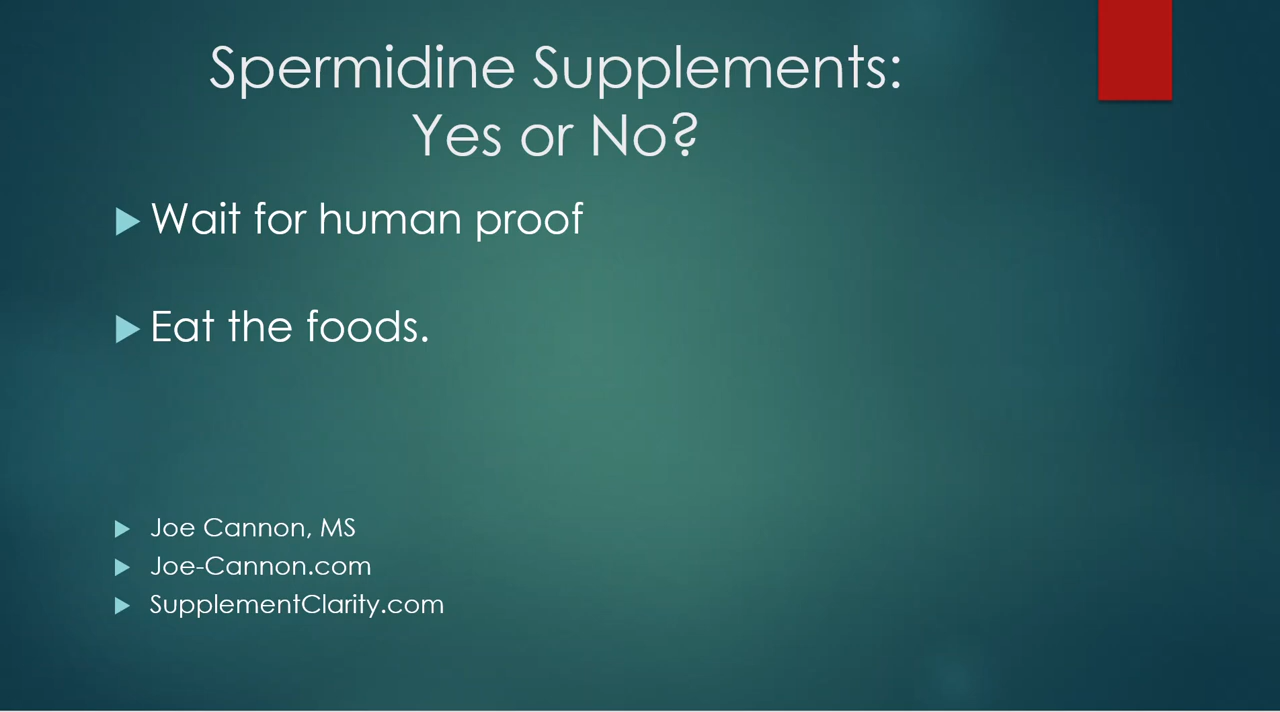 Spermidine Supplements:
Yes or No?
Wait for human proof
Eat the foods.
Joe Cannon, MS
Joe-Cannon.com
SupplementClarity.com